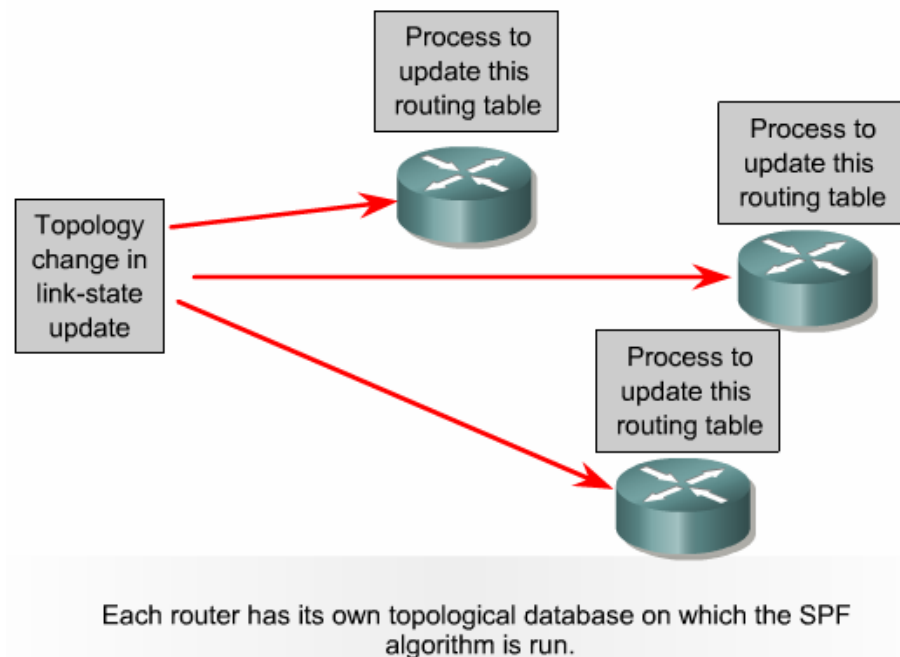 Process to
update this
routing table
Process to
update this
routing table
Topology
change in
link-state
update
Process to
update this
routing table
Each router has its own topological database on which the SPF
algorithm is run.